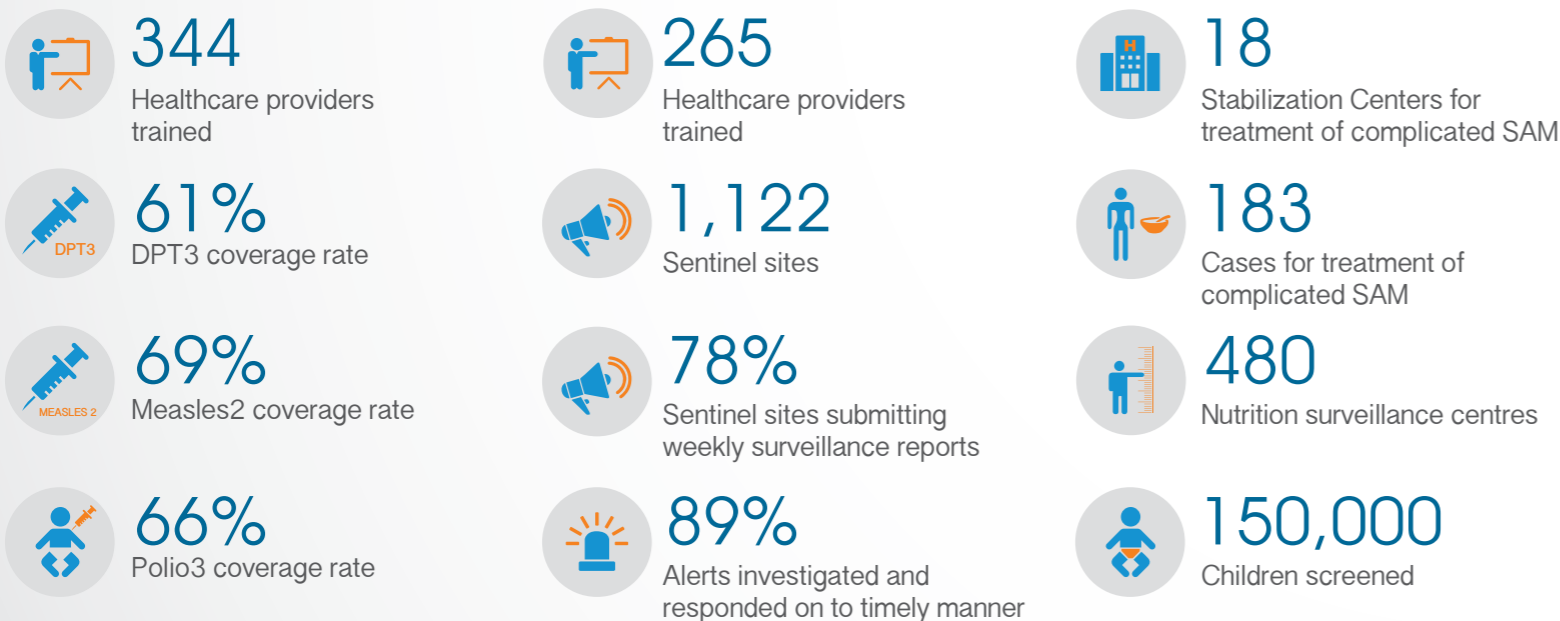 344
Healthcare providers
trained
DPT3
61%
DPT3 coverage rate
MEASLES 2
69%
Measles2 coverage rate
66%
Polio3 coverage rate
265
Healthcare providers
trained
1,122
Sentinel sites
78%
Sentinel sites submitting
weekly surveillance reports
89%
Alerts investigated and
responded on to timely manner
H
18
Stabilization Centers for
treatment of complicated SAM
183
Cases for treatment of
complicated SAM
480
Nutrition surveillance centres
150,000
Children screened